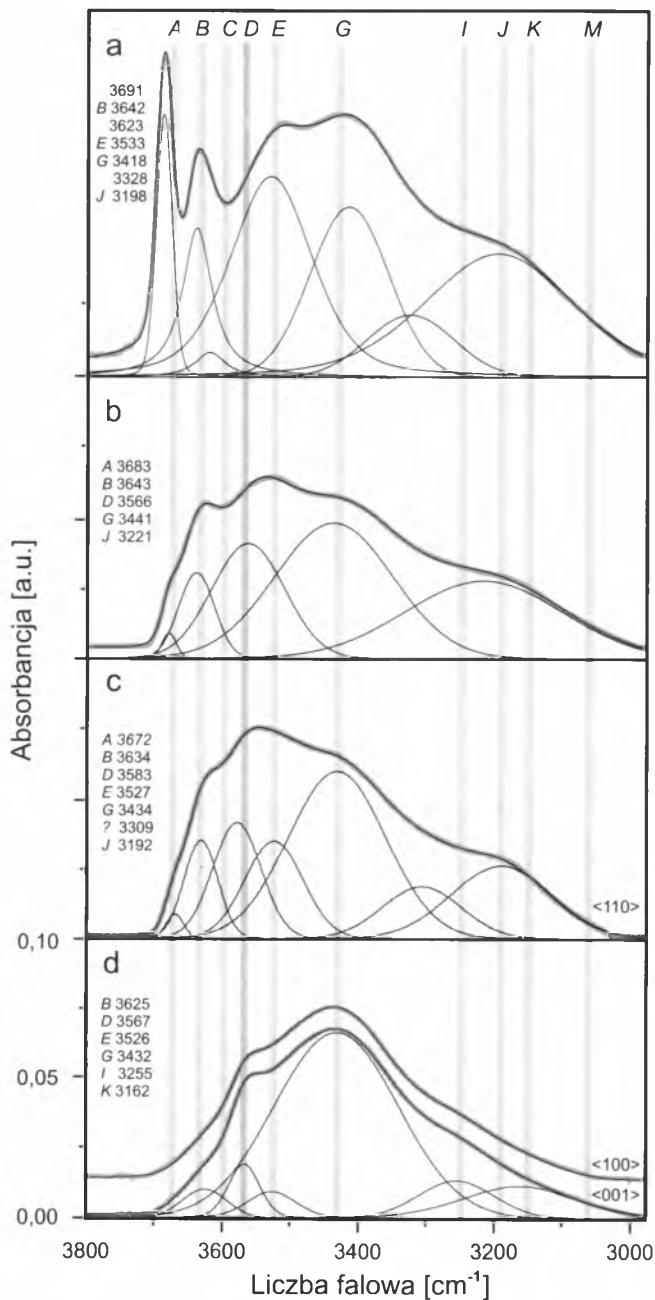 A B C D E G I J K M
a
3691
B 3642
3623
E 3533
G 3418
3328
J 3198
b
A 3683
B 3643
D 3566
G 3441
J 3221
c
A 3672
B 3634
D 3583
E 3527
G 3434
? 3309
J 3192
<110>
0,10
d
B 3625
D 3567
E 3526
G 3432
I 3255
K 3162
0,05
<100>
<001>
0,00
3800 3600 3400 3200 3000
Liczba falowa [cm⁻¹]
Absorbancja [a.u.]